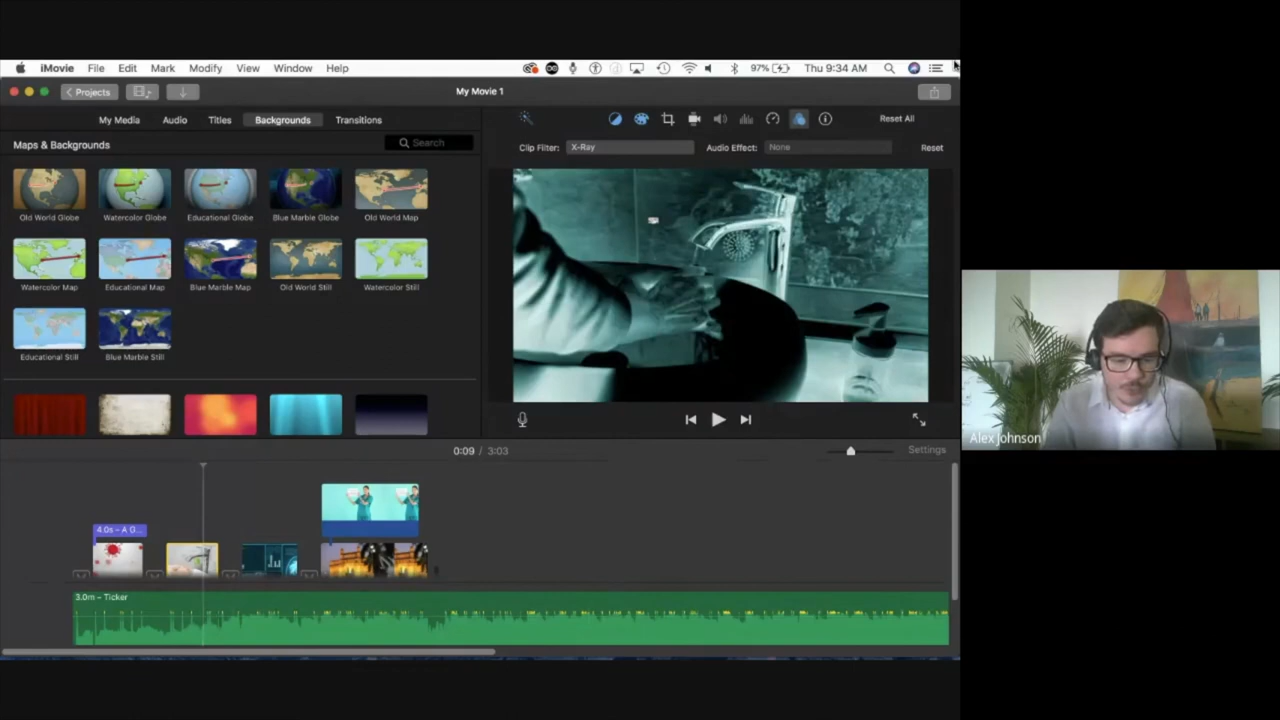 iMovie File Edit Mark Modify View Window Help 97% Thu 9:34 AM
Projects My Movie 1
My Media Audio Titles Backgrounds Transitions Reset All
Maps & Backgrounds Search Clip Filter: X-Ray Audio Effect: None Reset
Old World Globe Watercolor Globe Educational Globe Blue Marble Globe Old World Map
Watercolor Map Educational Map Blue Marble Map Old World Still Watercolor Still
Educational Still Blue Marble Still
Alex Johnson
0:09 / 3:03 Settings
4.0s – A G...
3.0m – Ticker